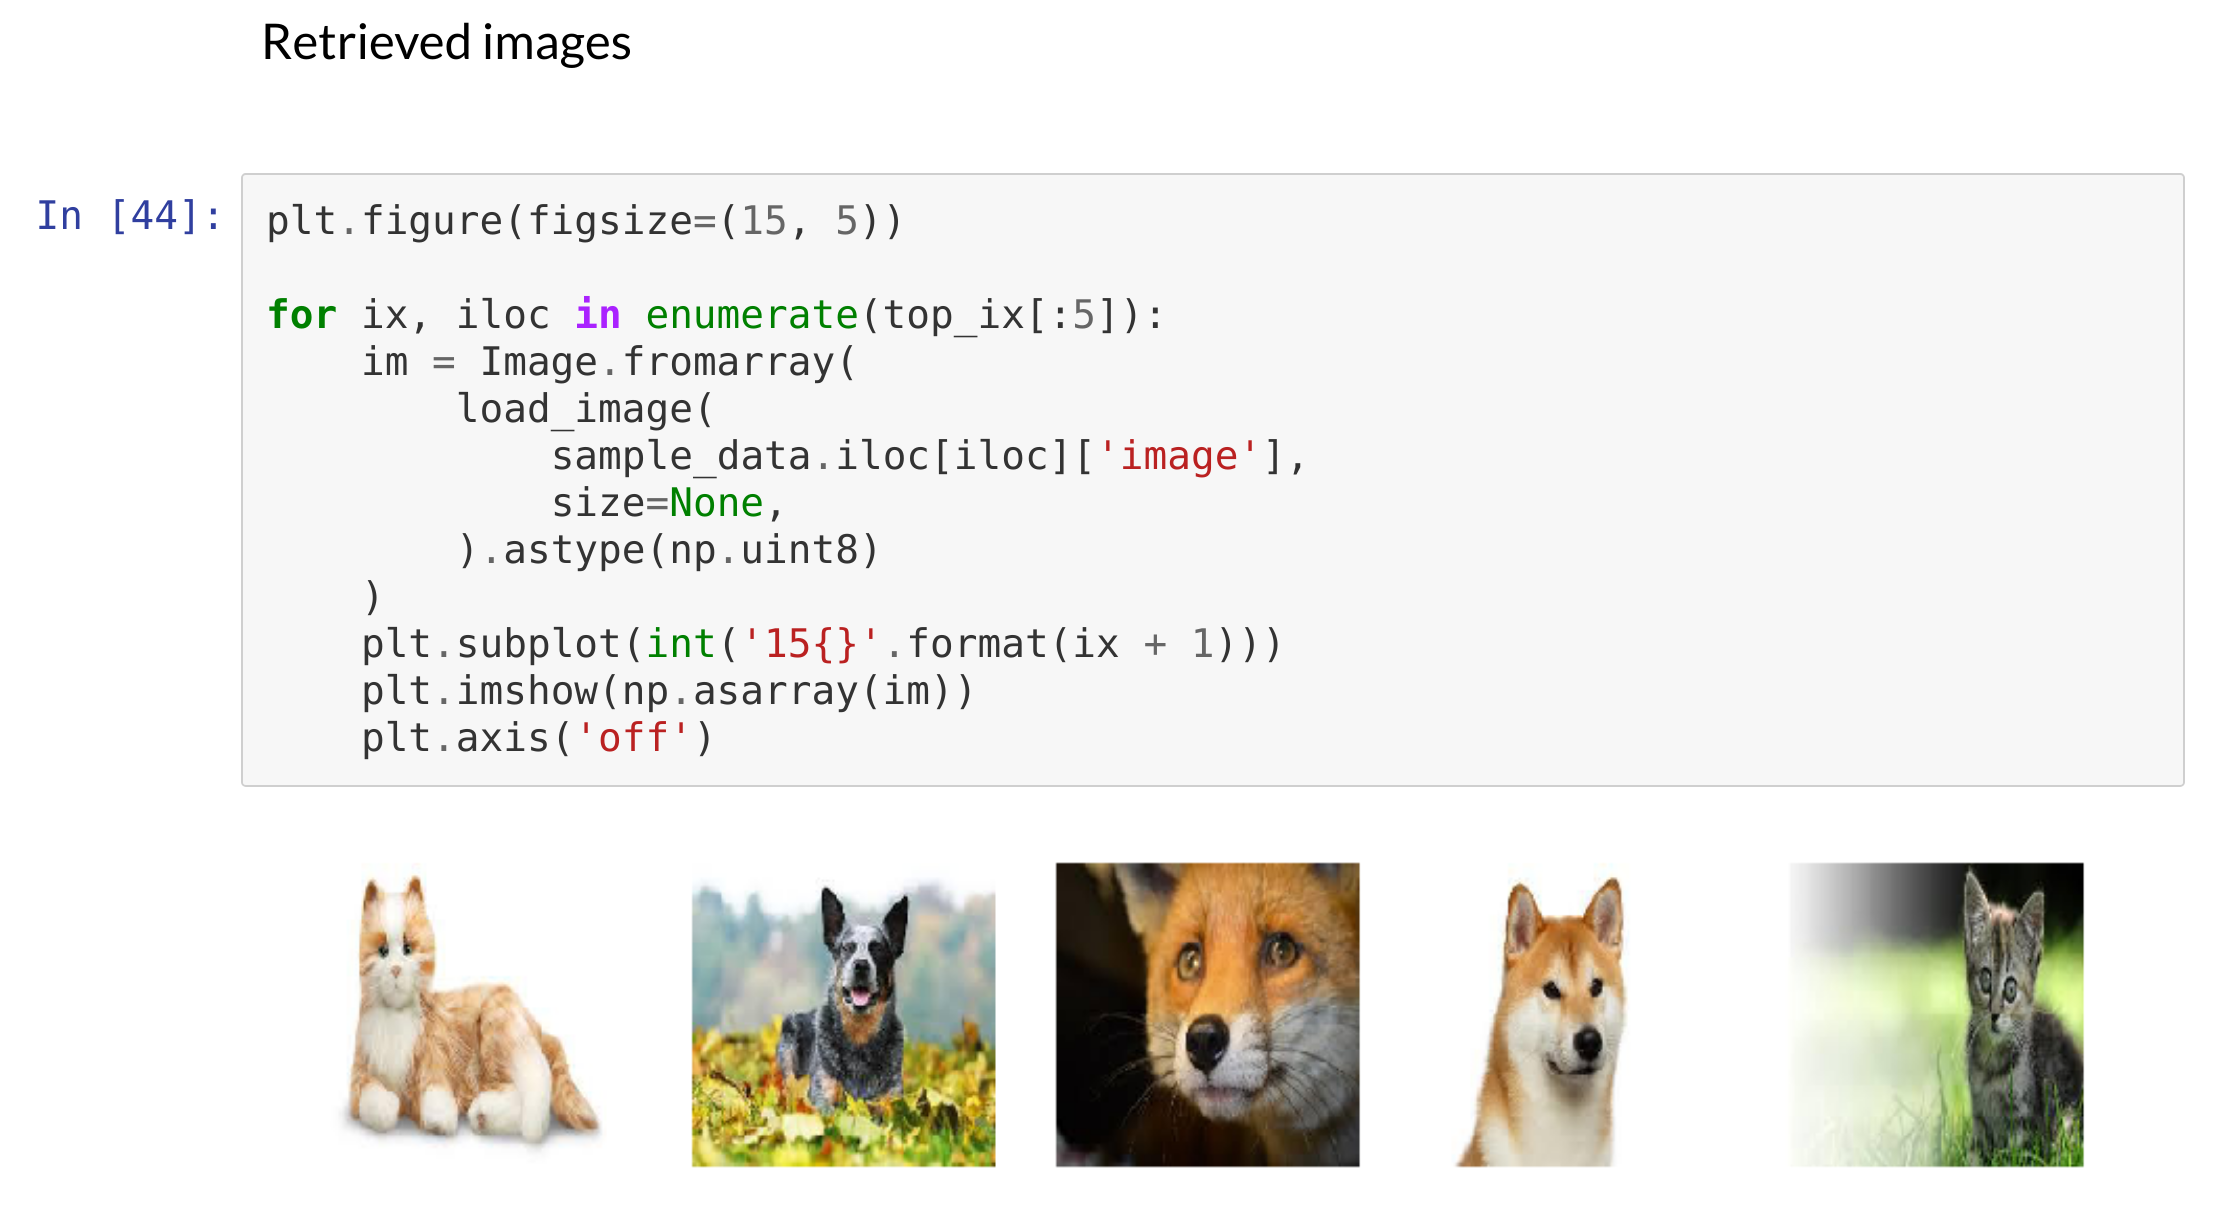 Retrieved images
In [44]:
plt.figure(figsize=(15, 5))
for ix, iloc in enumerate(top_ix[:5]):
    im = Image.fromarray(
        load_image(
            sample_data.iloc[iloc]['image'],
            size=None,
        ).astype(np.uint8)
    )
    plt.subplot(int('15{}'.format(ix + 1)))
    plt.imshow(np.asarray(im))
    plt.axis('off')